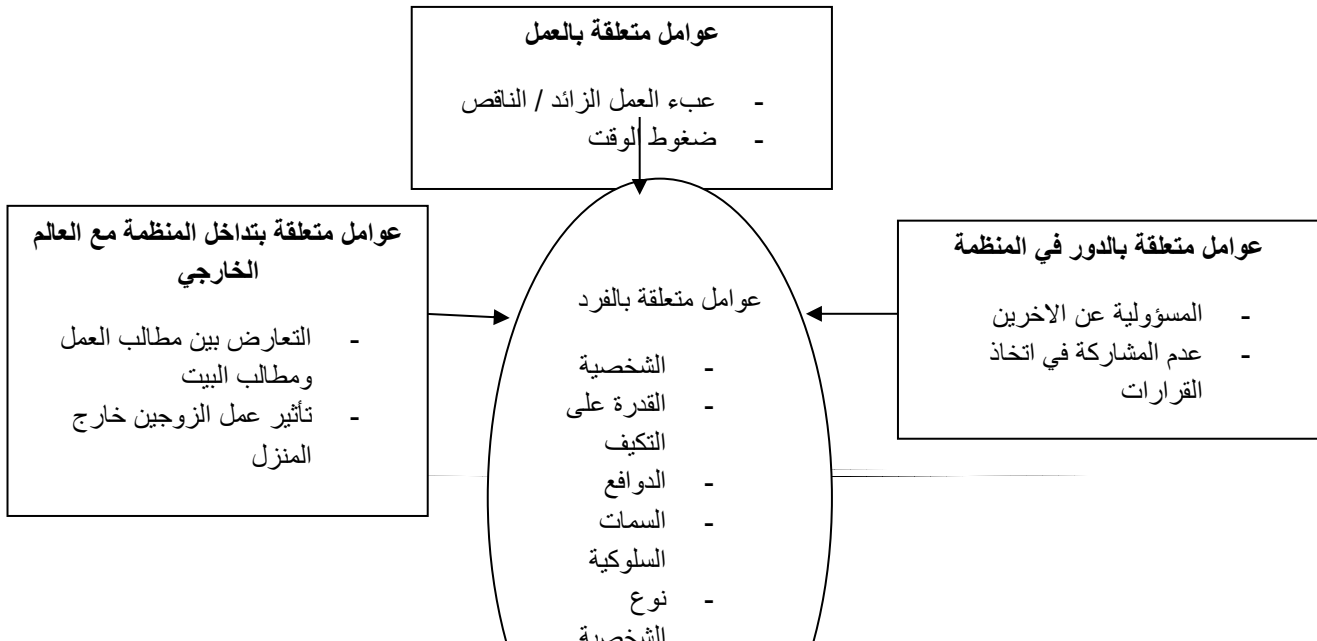 عوامل متعلقة بالعمل
- عبء العمل الزائد / الناقص
- ضغوط الوقت
عوامل متعلقة بالدور في المنظمة
- المسؤولية عن الاخرين
- عدم المشاركة في اتخاذ
القرارات
عوامل متعلقة بالفرد
- الشخصية
- القدرة على
التكيف
- الدوافع
- السمات
السلوكية
- نوع
الشخصية
عوامل متعلقة بتداخل المنظمة مع العالم
الخارجي
- التعارض بين مطالب العمل
ومطالب البيت
- تأثير عمل الزوجين خارج
المنزل